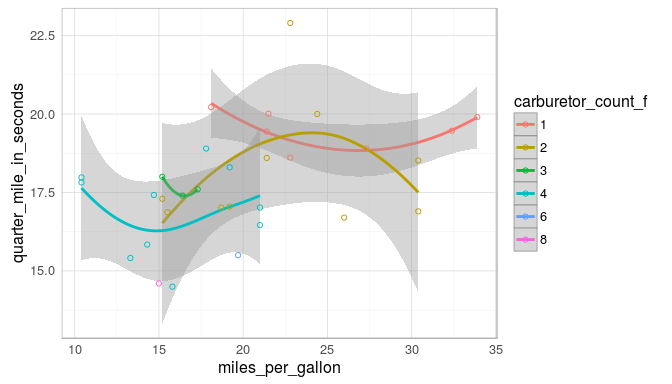 22.5
20.0
17.5
15.0
quarter_mile_in_seconds
10 15 20 25 30 35
miles_per_gallon
carburetor_count_f
1
2
3
4
6
8